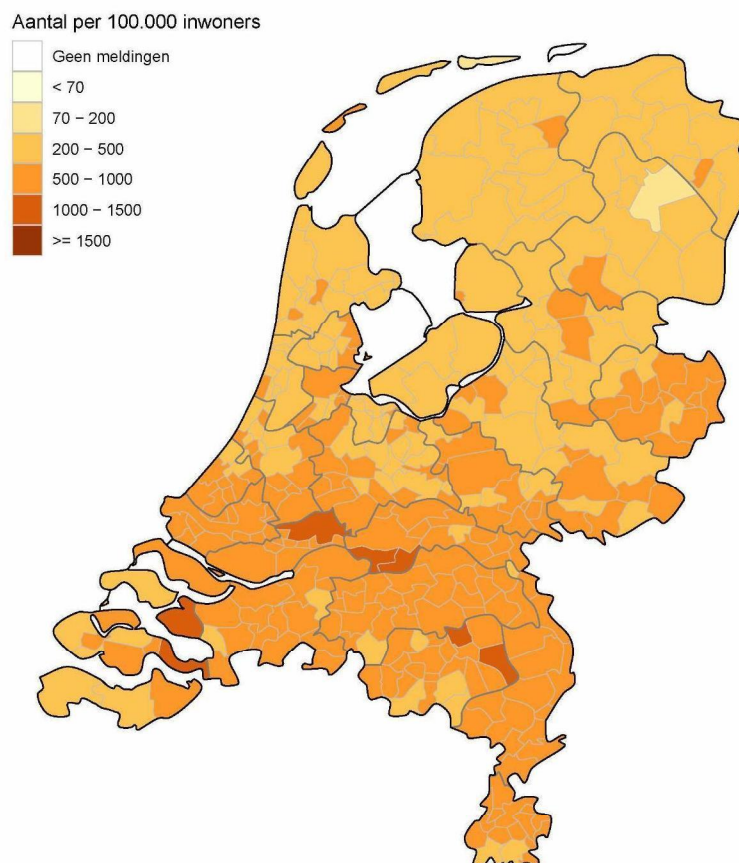 Aantal per 100.000 inwoners
Geen meldingen
< 70
70 – 200
200 – 500
500 – 1000
1000 – 1500
>= 1500